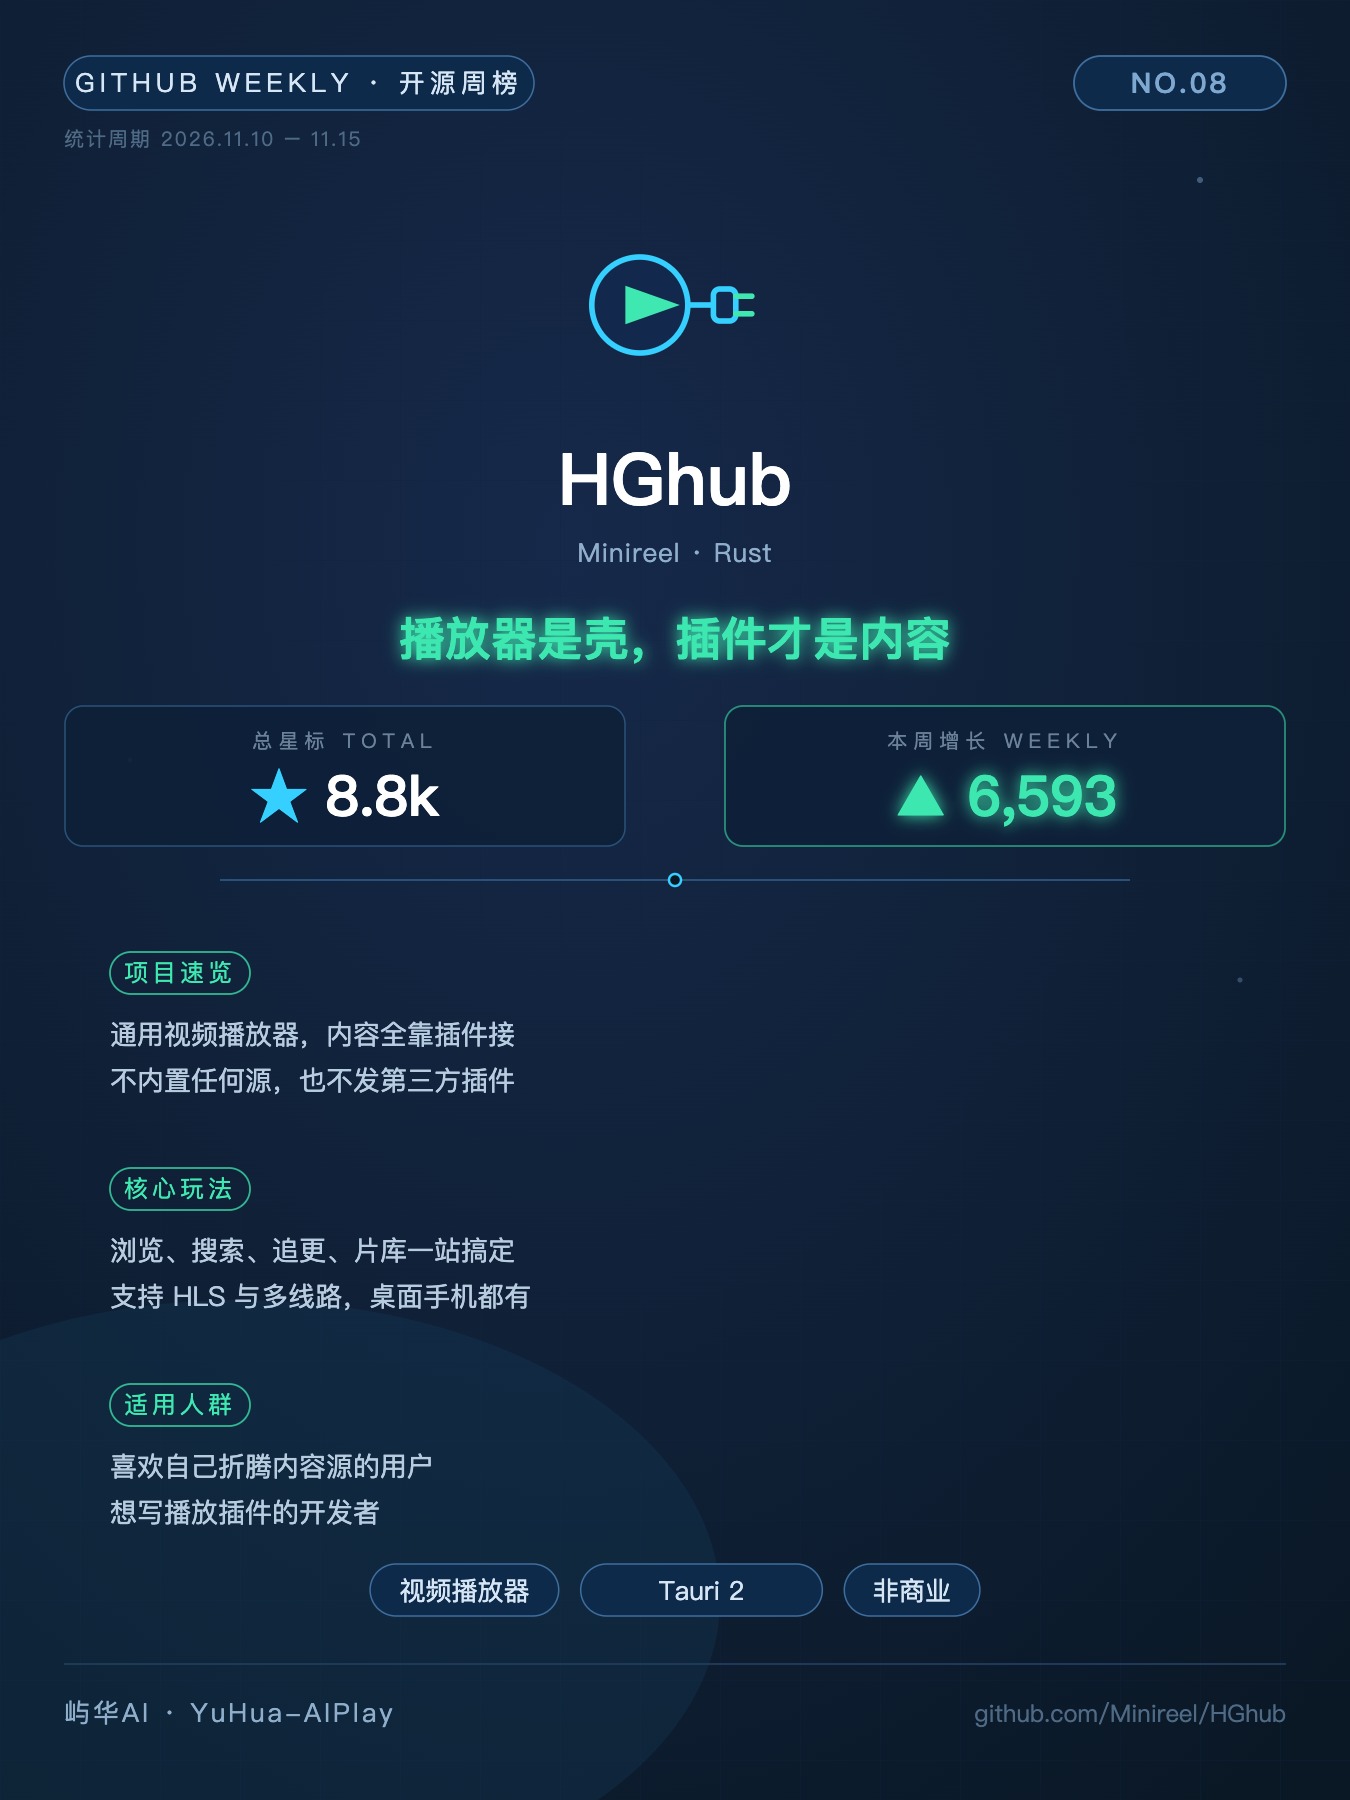 GITHUB WEEKLY · 开源周榜
NO.08
统计周期 2026.11.10 — 11.15
HGhub
Minireel · Rust
播放器是壳，插件才是内容
总星标 TOTAL
★ 8.8k
本周增长 WEEKLY
▲ 6,593
项目速览
通用视频播放器，内容全靠插件接
不内置任何源，也不发第三方插件
核心玩法
浏览、搜索、追更、片库一站搞定
支持 HLS 与多线路，桌面手机都有
适用人群
喜欢自己折腾内容源的用户
想写播放插件的开发者
视频播放器
Tauri 2
非商业
屿华AI · YuHua-AIPlay
github.com/Minireel/HGhub